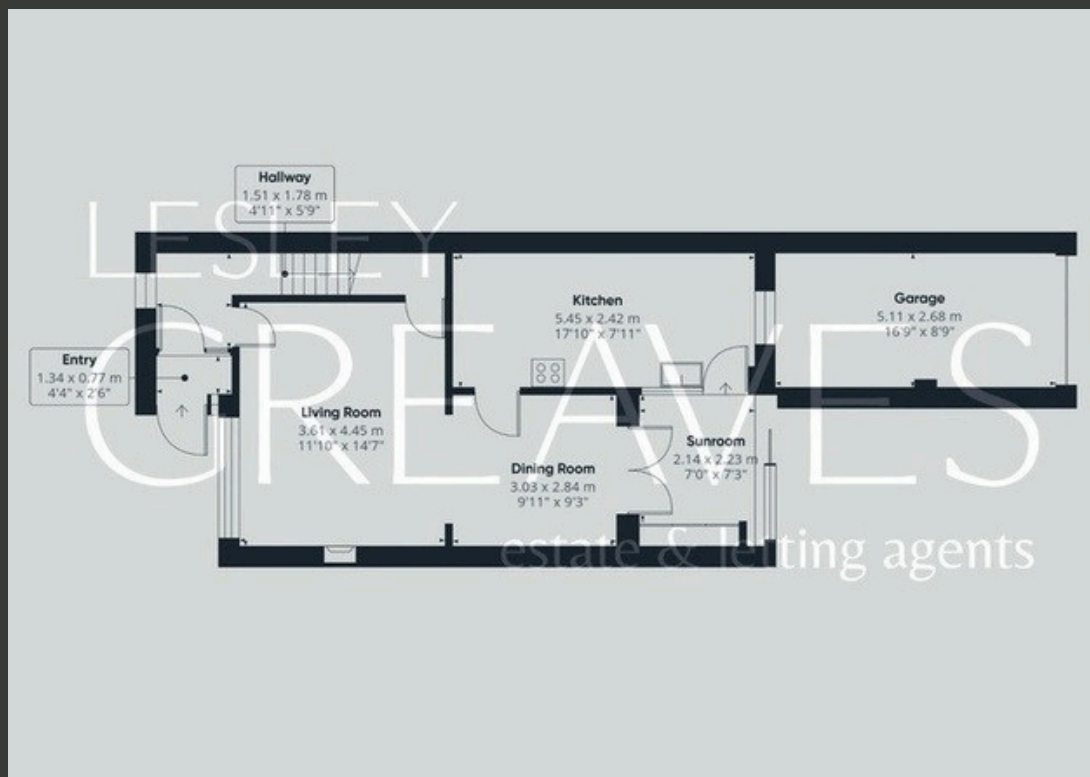 Hallway
1.51 x 1.78 m
4'11" x 5'9"
LESLEY
GREAVES
estate & letting agents
Entry
1.34 x 0.77 m
4'4" x 2'6"
Living Room
3.61 x 4.45 m
11'10" x 14'7"
Kitchen
5.45 x 2.42 m
17'10" x 7'11"
Garage
5.11 x 2.68 m
16'9" x 8'9"
Dining Room
3.03 x 2.84 m
9'11" x 9'3"
Sunroom
2.14 x 2.23 m
7'0" x 7'3"